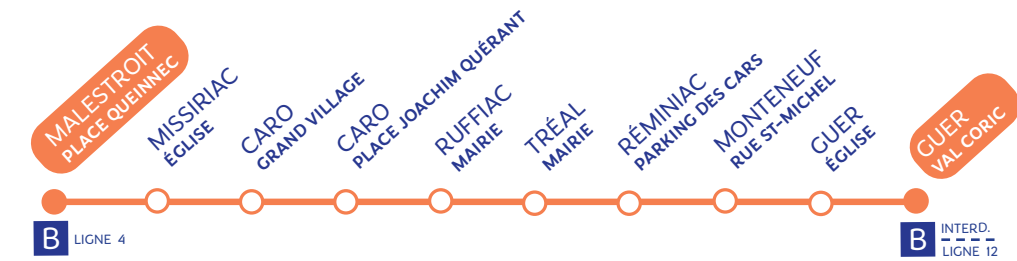 MALESTROIT
PLACE QUEINNEC
MISSIRIAC
ÉGLISE
CARO
GRAND VILLAGE
CARO
PLACE JOACHIM QUÉRANT
RUFFIAC
MAIRIE
TRÉAL
MAIRIE
RÉMINIAC
PARKING DES CARS
MONTENEUF
RUE ST-MICHEL
GUER
ÉGLISE
GUER
VAL CORIC
B LIGNE 4
B INTERD.
LIGNE 12